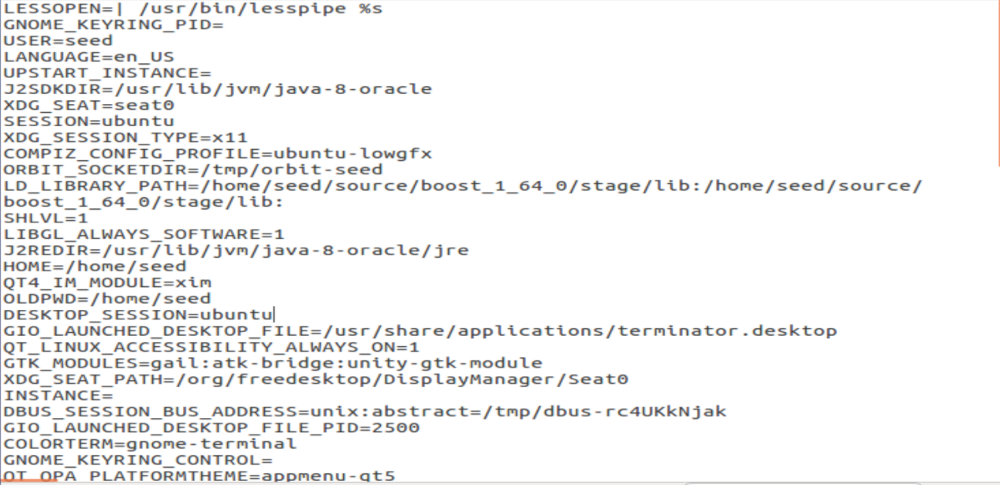 LESSOPEN=| /usr/bin/lesspipe %s
GNOME_KEYRING_PID=
USER=seed
LANGUAGE=en_US
UPSTART_INSTANCE=
J2SDKDIR=/usr/lib/jvm/java-8-oracle
XDG_SEAT=seat0
SESSION=ubuntu
XDG_SESSION_TYPE=x11
COMPIZ_CONFIG_PROFILE=ubuntu-lowgfx
ORBIT_SOCKETDIR=/tmp/orbit-seed
LD_LIBRARY_PATH=/home/seed/source/boost_1_64_0/stage/lib:/home/seed/source/
boost_1_64_0/stage/lib:
SHLVL=1
LIBGL_ALWAYS_SOFTWARE=1
J2REDIR=/usr/lib/jvm/java-8-oracle/jre
HOME=/home/seed
QT4_IM_MODULE=xim
OLDPWD=/home/seed
DESKTOP_SESSION=ubuntu
GIO_LAUNCHED_DESKTOP_FILE=/usr/share/applications/terminator.desktop
QT_LINUX_ACCESSIBILITY_ALWAYS_ON=1
GTK_MODULES=gail:atk-bridge:unity-gtk-module
XDG_SEAT_PATH=/org/freedesktop/DisplayManager/Seat0
INSTANCE=
DBUS_SESSION_BUS_ADDRESS=unix:abstract=/tmp/dbus-rc4UKkNjak
GIO_LAUNCHED_DESKTOP_FILE_PID=2500
COLORTERM=gnome-terminal
GNOME_KEYRING_CONTROL=
QT_QPA_PLATFORMTHEME=appmenu-qt5